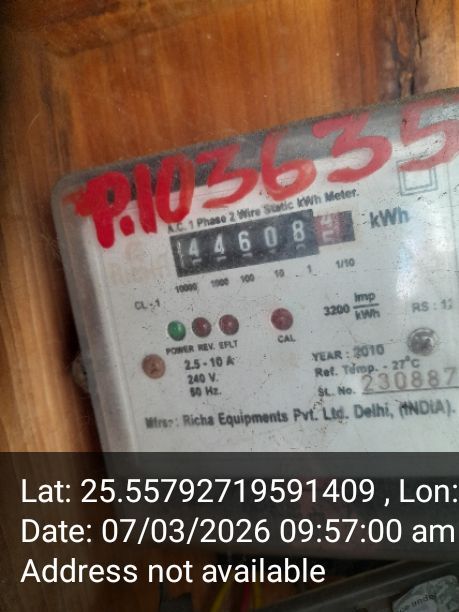 P.103635
A.C. 1 Phase 2 Wire Static kWh Meter.
44608 kWh
10000 1000 100 10 1 1/10
CL-1
3200 Imp/kWh
RS : 12
POWER REV. EFLT
CAL
2.5 - 10 A
240 V.
50 Hz.
YEAR : 2010
Ref. Temp. - 27°C
SL. No. 230887
Mfrs: Richa Equipments Pvt. Ltd. Delhi, (INDIA).
Lat: 25.55792719591409 , Lon:
Date: 07/03/2026 09:57:00 am
Address not available